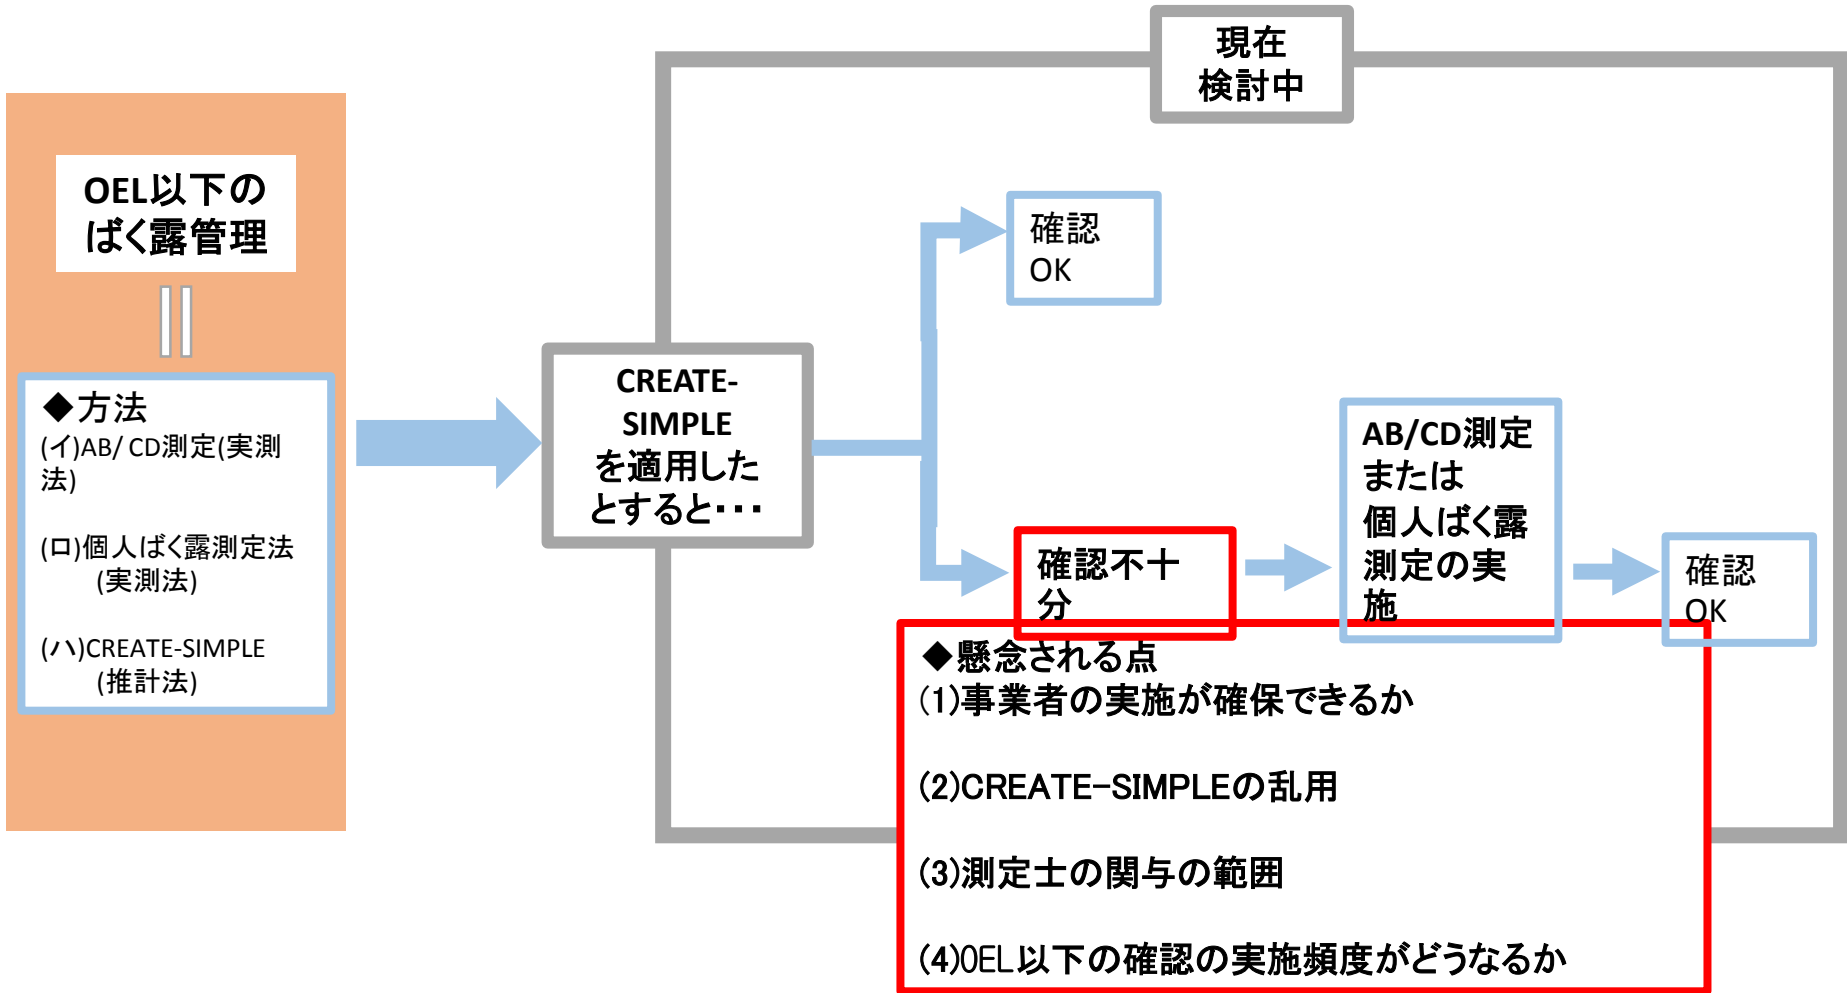 現在
検討中
OEL以下の
ばく露管理
◆方法
(イ)AB/ CD測定(実測
法)
(ロ)個人ばく露測定法
(実測法)
(ハ)CREATE-SIMPLE
(推計法)
CREATE-
SIMPLE
を適用した
とすると・・・
確認
OK
確認不十
分
AB/CD測定
または
個人ばく露
測定の実
施
確認
OK
◆懸念される点
(1)事業者の実施が確保できるか
(2)CREATE-SIMPLEの乱用
(3)測定士の関与の範囲
(4)OEL以下の確認の実施頻度がどうなるか